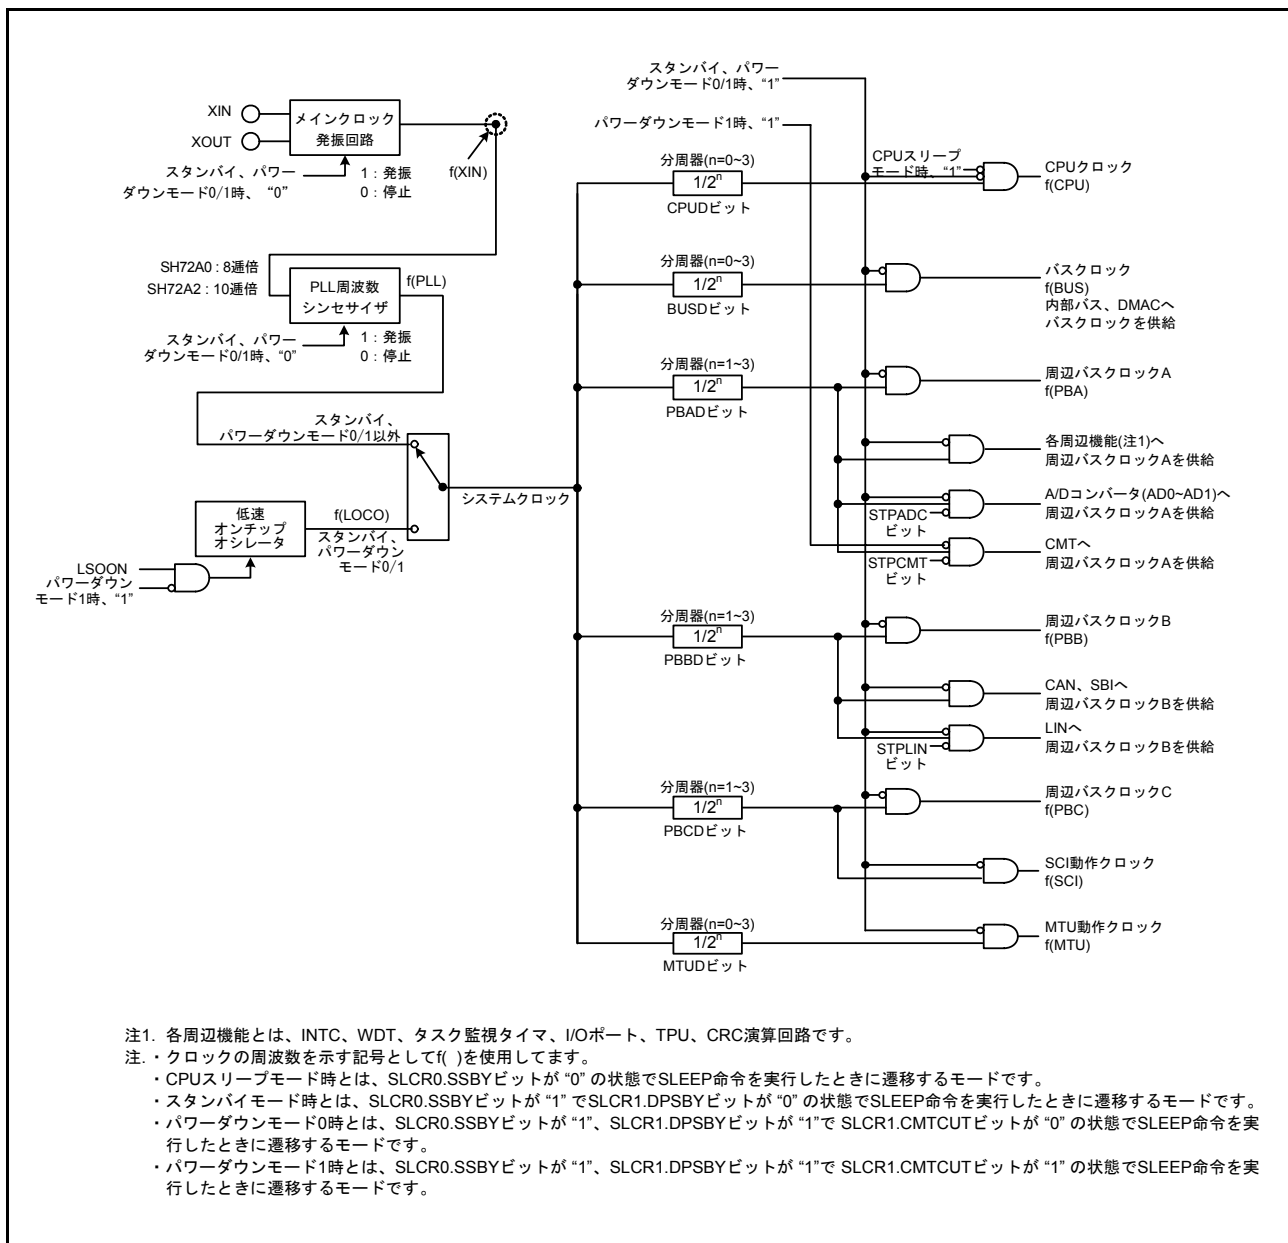 スタンバイ、パワー
ダウンモード0/1時、“1”
XIN
XOUT
メインクロック
発振回路
f(XIN)
スタンバイ、パワー
ダウンモード0/1時、 “0”
1 : 発振
0 : 停止
パワーダウンモード1時、“1”
分周器(n=0~3)
1/2ⁿ
CPUDビット
CPUスリープ
モード時、“1”
CPUクロック
f(CPU)
SH72A0 : 8逓倍
SH72A2 : 10逓倍
PLL周波数
シンセサイザ
f(PLL)
スタンバイ、パワー
ダウンモード0/1時、“0”
1 : 発振
0 : 停止
分周器(n=0~3)
1/2ⁿ
BUSDビット
バスクロック
f(BUS)
内部バス、DMACへ
バスクロックを供給
分周器(n=1~3)
1/2ⁿ
PBADビット
周辺バスクロックA
f(PBA)
スタンバイ、
パワーダウンモード0/1以外
各周辺機能(注1)へ
周辺バスクロックAを供給
システムクロック
STPADC
ビット
A/Dコンバータ(AD0~AD1)へ
周辺バスクロックAを供給
低速
オンチップ
オシレータ
f(LOCO)
スタンバイ、
パワーダウン
モード0/1
STPCMT
ビット
CMTへ
周辺バスクロックAを供給
LSOON
パワーダウン
モード1時、“1”
分周器(n=1~3)
1/2ⁿ
PBBDビット
周辺バスクロックB
f(PBB)
CAN、SBIへ
周辺バスクロックBを供給
STPLIN
ビット
LINへ
周辺バスクロックBを供給
分周器(n=1~3)
1/2ⁿ
PBCDビット
周辺バスクロックC
f(PBC)
SCI動作クロック
f(SCI)
分周器(n=0~3)
1/2ⁿ
MTUDビット
MTU動作クロック
f(MTU)
注1. 各周辺機能とは、INTC、WDT、タスク監視タイマ、I/Oポート、TPU、CRC演算回路です。
注. ・クロックの周波数を示す記号としてf( )を使用してます。
・CPUスリープモード時とは、SLCR0.SSBYビットが “0” の状態でSLEEP命令を実行したときに遷移するモードです。
・スタンバイモード時とは、SLCR0.SSBYビットが “1” でSLCR1.DPSBYビットが “0” の状態でSLEEP命令を実行したときに遷移するモードです。
・パワーダウンモード0時とは、SLCR0.SSBYビットが “1”、SLCR1.DPSBYビットが “1”で SLCR1.CMTCUTビットが “0” の状態でSLEEP命令を実
行したときに遷移するモードです。
・パワーダウンモード1時とは、SLCR0.SSBYビットが “1”、SLCR1.DPSBYビットが “1”で SLCR1.CMTCUTビットが “1” の状態でSLEEP命令を実
行したときに遷移するモードです。